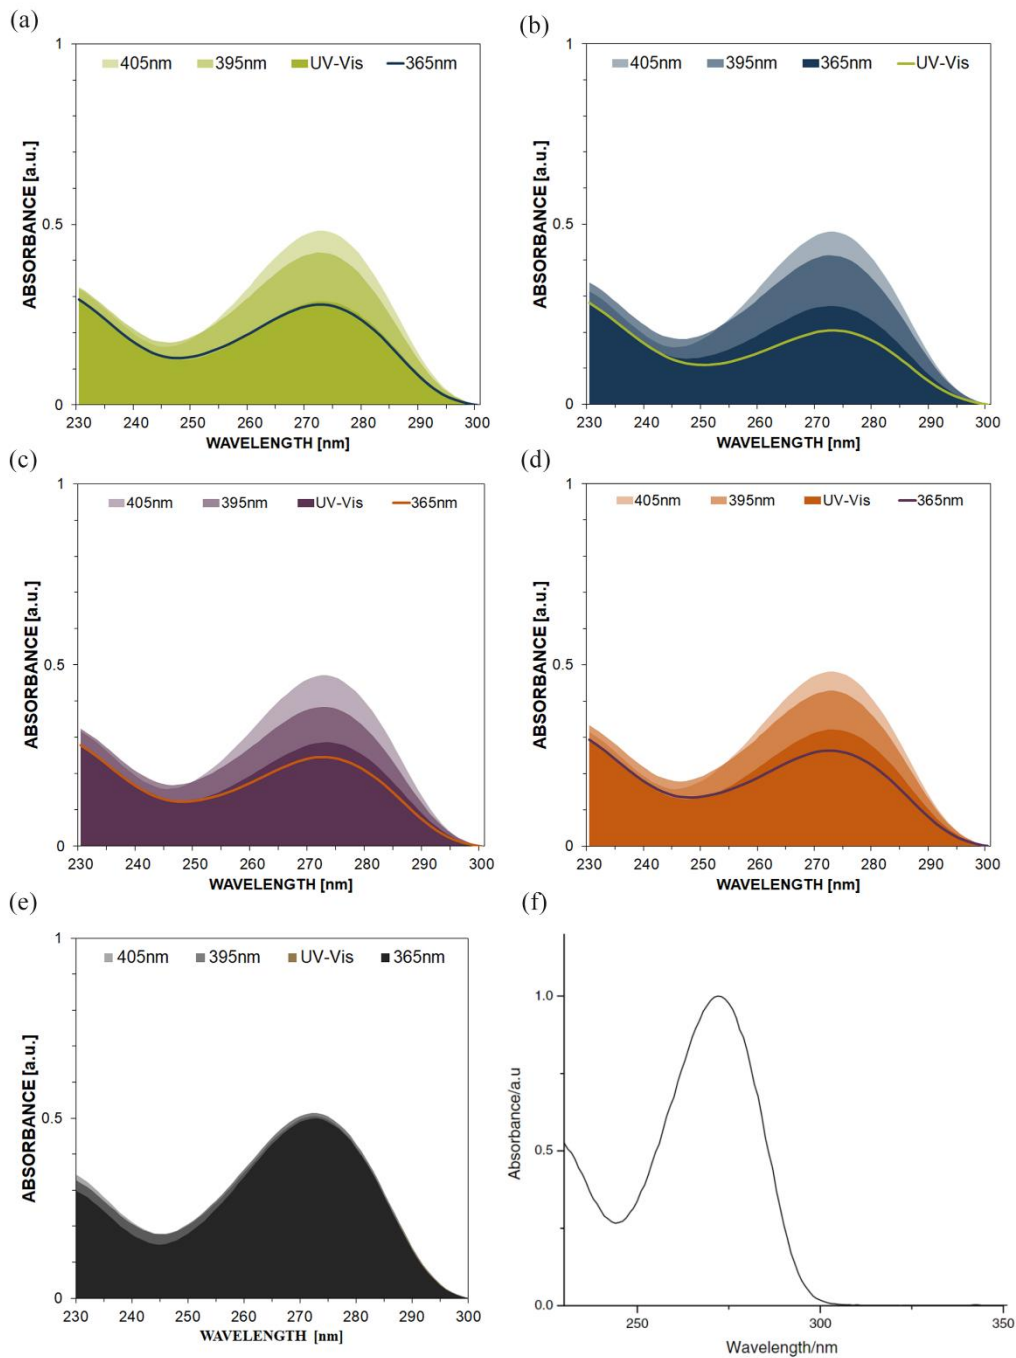 (a)
(b)
1
405nm 395nm UV-Vis 365nm
ABSORBANCE [a.u.]
0.5
0
230 240 250 260 270 280 290 300
WAVELENGTH [nm]
1
405nm 395nm 365nm UV-Vis
ABSORBANCE [a.u.]
0.5
0
230 240 250 260 270 280 290 300
WAVELENGTH [nm]
(c)
(d)
1
405nm 395nm UV-Vis 365nm
ABSORBANCE [a.u.]
0.5
0
230 240 250 260 270 280 290 300
WAVELENGTH [nm]
1
405nm 395nm UV-Vis 365nm
ABSORBANCE [a.u.]
0.5
0
230 240 250 260 270 280 290 300
WAVELENGTH [nm]
(e)
(f)
1
405nm 395nm UV-Vis 365nm
ABSORBANCE [a.u.]
0.5
0
230 240 250 260 270 280 290 300
WAVELENGTH [nm]
1.0
Absorbance/a.u
0.5
0.0
250 300 350
Wavelength/nm